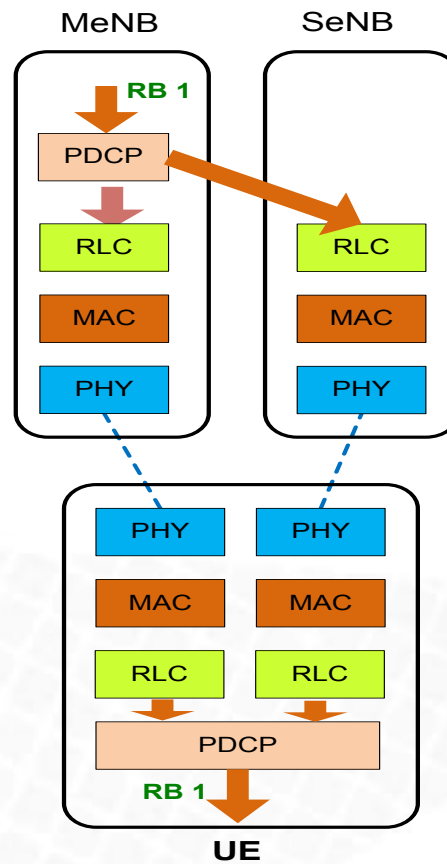 MeNB
SeNB
RB 1
PDCP
RLC
RLC
MAC
MAC
PHY
PHY
PHY
PHY
MAC
MAC
RLC
RLC
PDCP
RB 1
UE